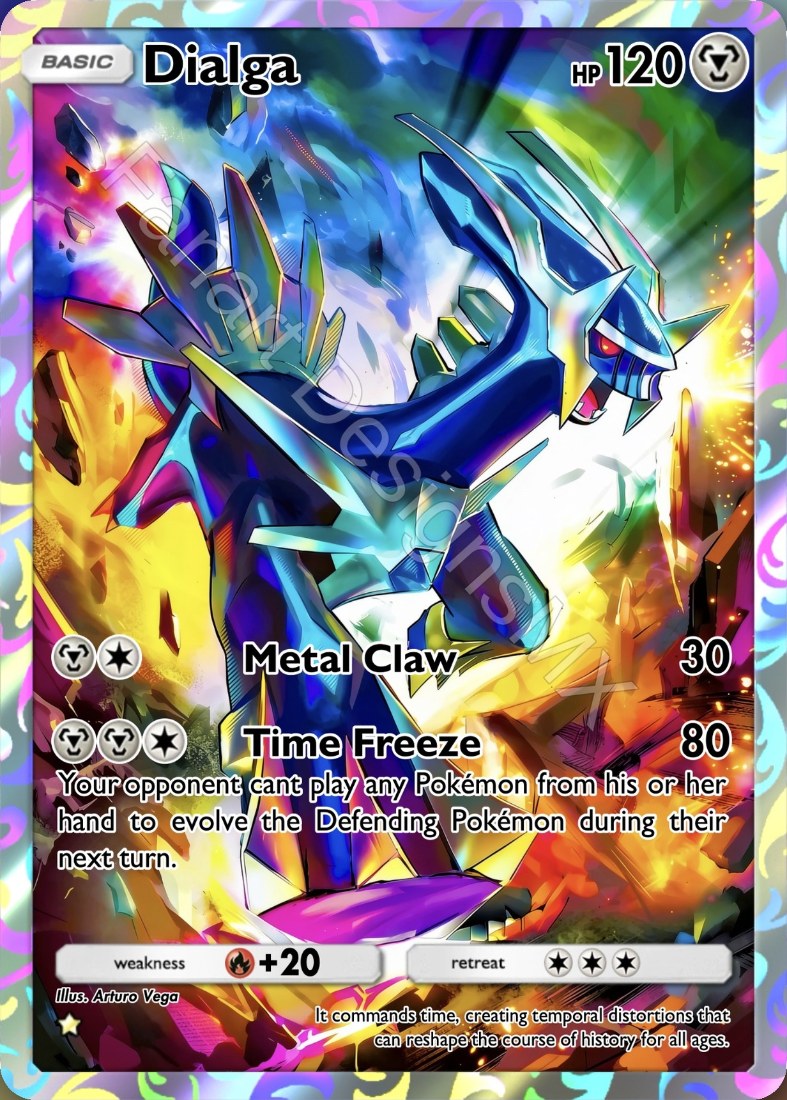 BASIC Dialga HP 120
Fanart DesignsMX
Metal Claw 30
Time Freeze 80
Your opponent cant play any Pokémon from his or her
hand to evolve the Defending Pokémon during their
next turn.
weakness +20 retreat
Illus. Arturo Vega
It commands time, creating temporal distortions that
can reshape the course of history for all ages.